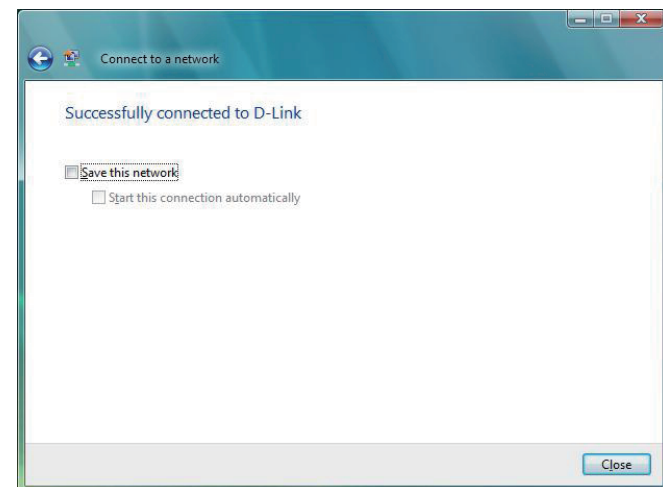 Connect to a network
Successfully connected to D-Link
Save this network
Start this connection automatically
Close